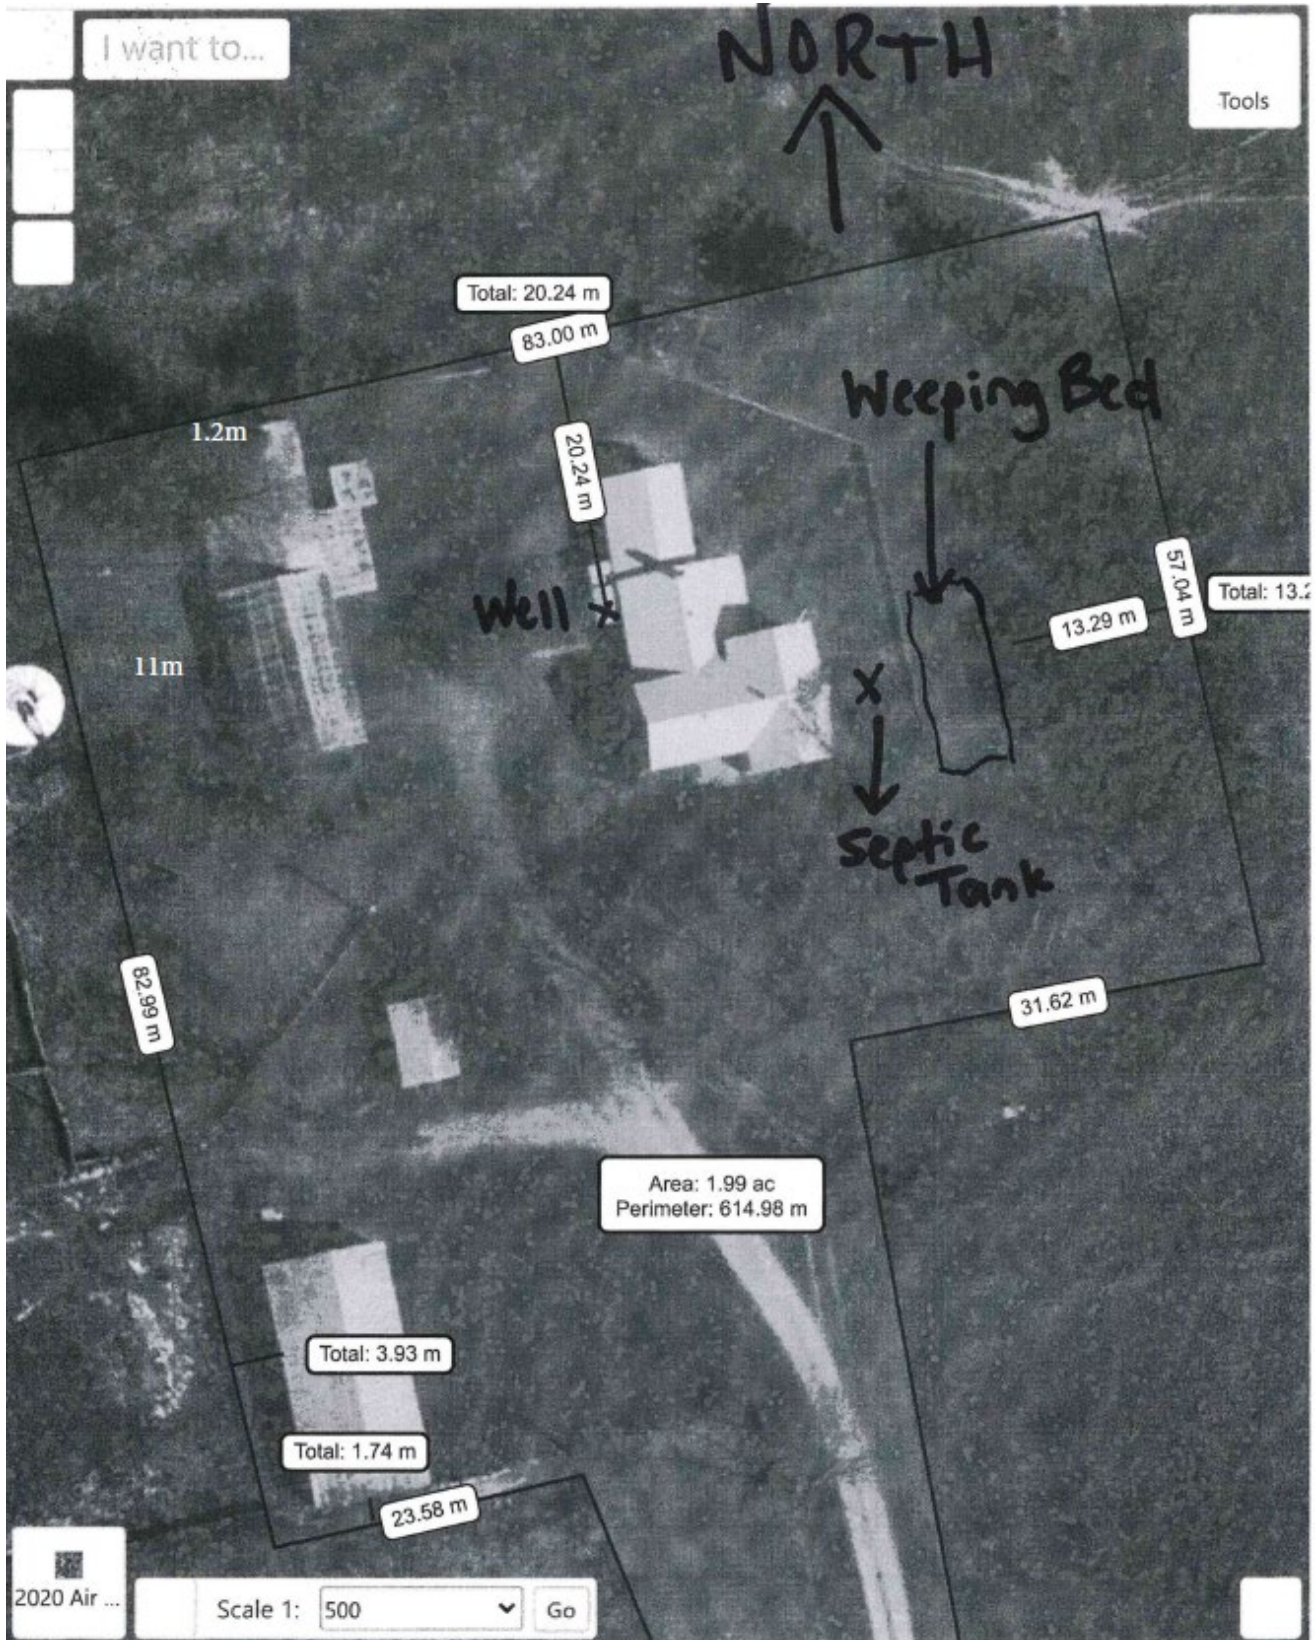 I want to...
NORTH
Tools
Total: 20.24 m
83.00 m
Weeping Bed
1.2m
20.24 m
57.04 m
Total: 13.2
13.29 m
Well x
11m
X
Septic
Tank
82.99 m
31.62 m
Area: 1.99 ac
Perimeter: 614.98 m
Total: 3.93 m
Total: 1.74 m
23.58 m
2020 Air ...
Scale 1:
500
Go